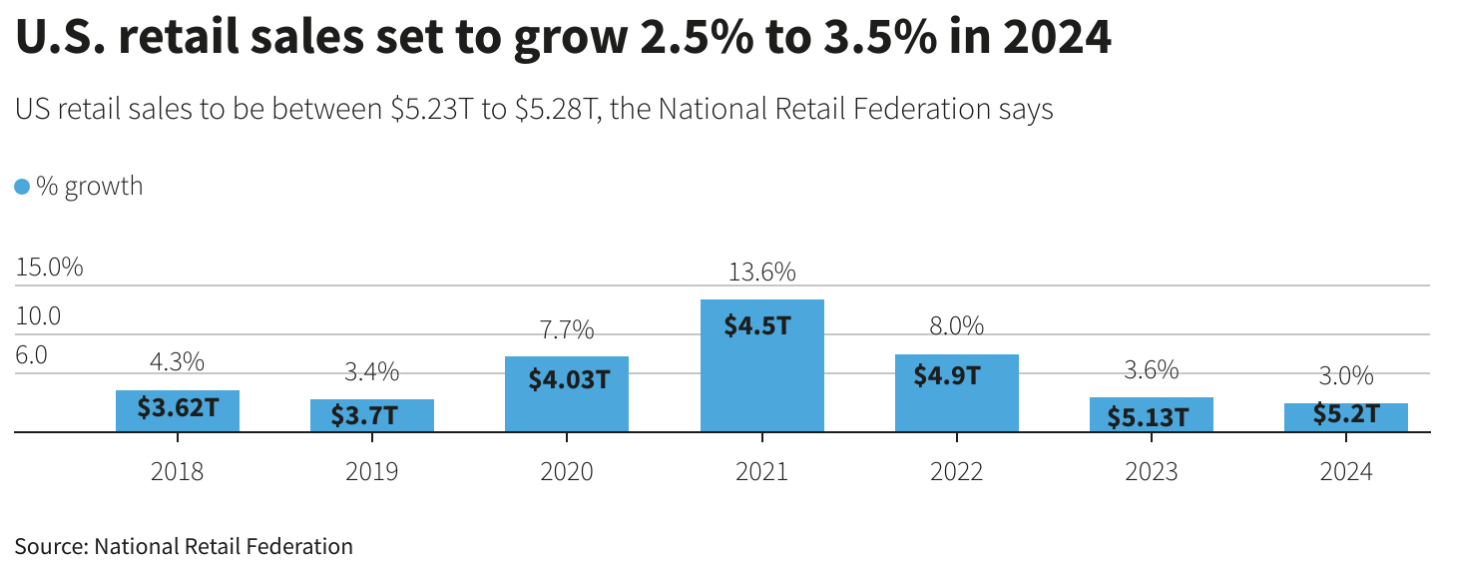 U.S. retail sales set to grow 2.5% to 3.5% in 2024
US retail sales to be between $5.23T to $5.28T, the National Retail Federation says
% growth
15.0%
13.6%
10.0
7.7%
8.0%
$4.5T
6.0
4.3%
3.4%
3.6%
3.0%
$4.03T
$4.9T
$3.62T
$3.7T
$5.13T
$5.2T
2018 2019 2020 2021 2022 2023 2024
Source: National Retail Federation